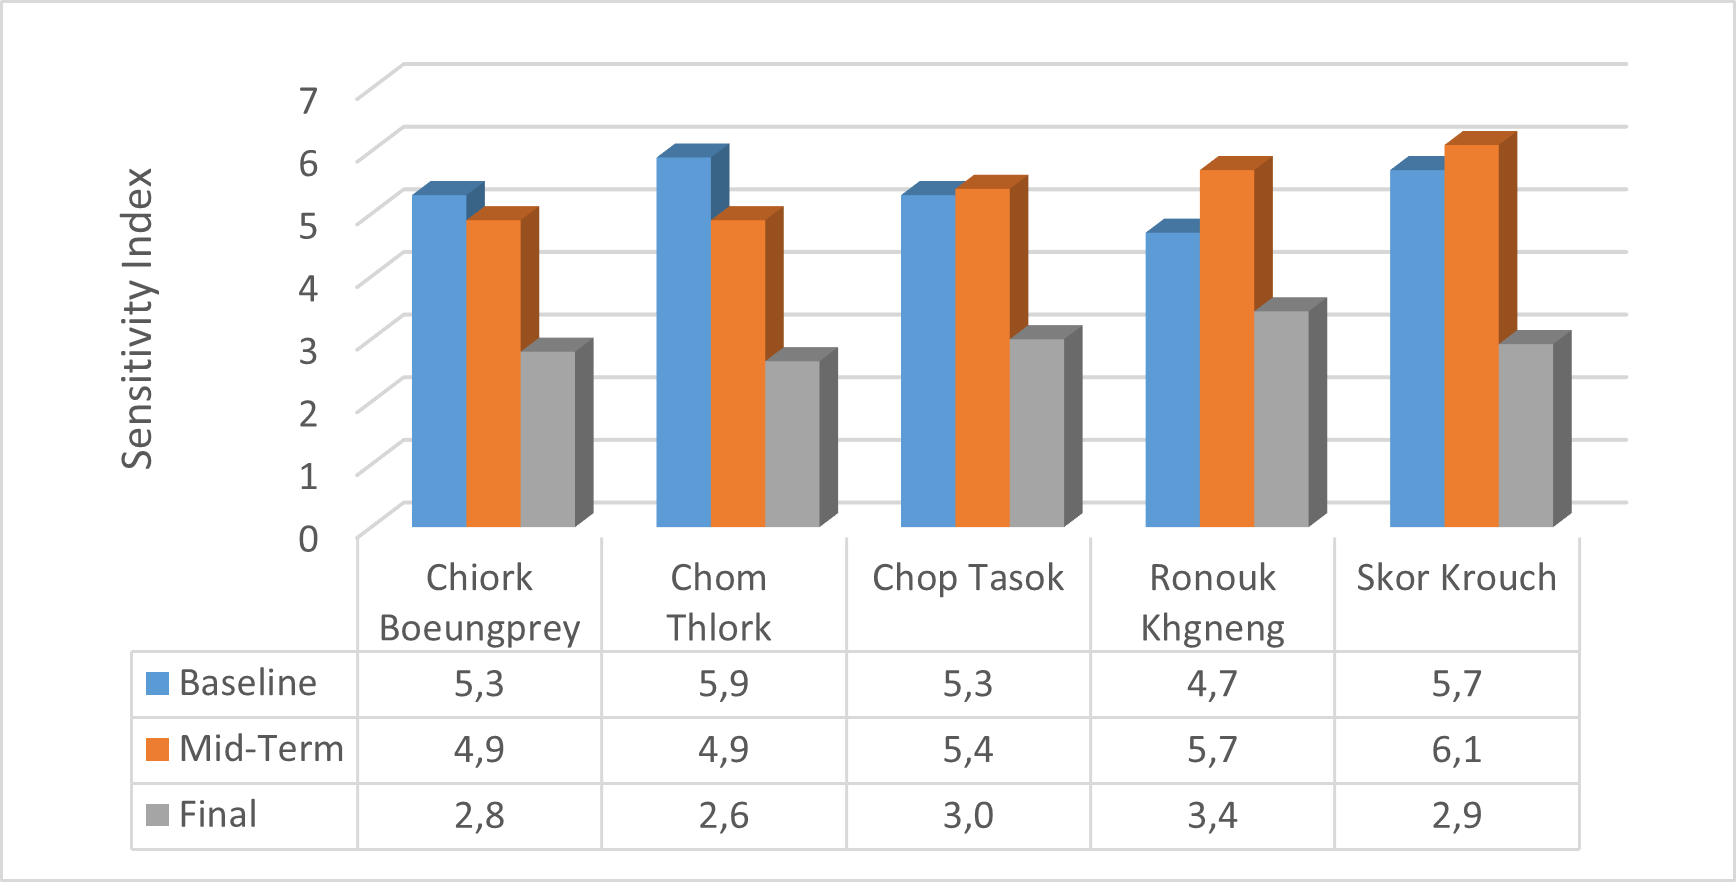 Sensitivity Index
7
6
5
4
3
2
1
0
Chiork Boeungprey
Chom Thlork
Chop Tasok
Ronouk Khgneng
Skor Krouch
Baseline 5,3 5,9 5,3 4,7 5,7
Mid-Term 4,9 4,9 5,4 5,7 6,1
Final 2,8 2,6 3,0 3,4 2,9